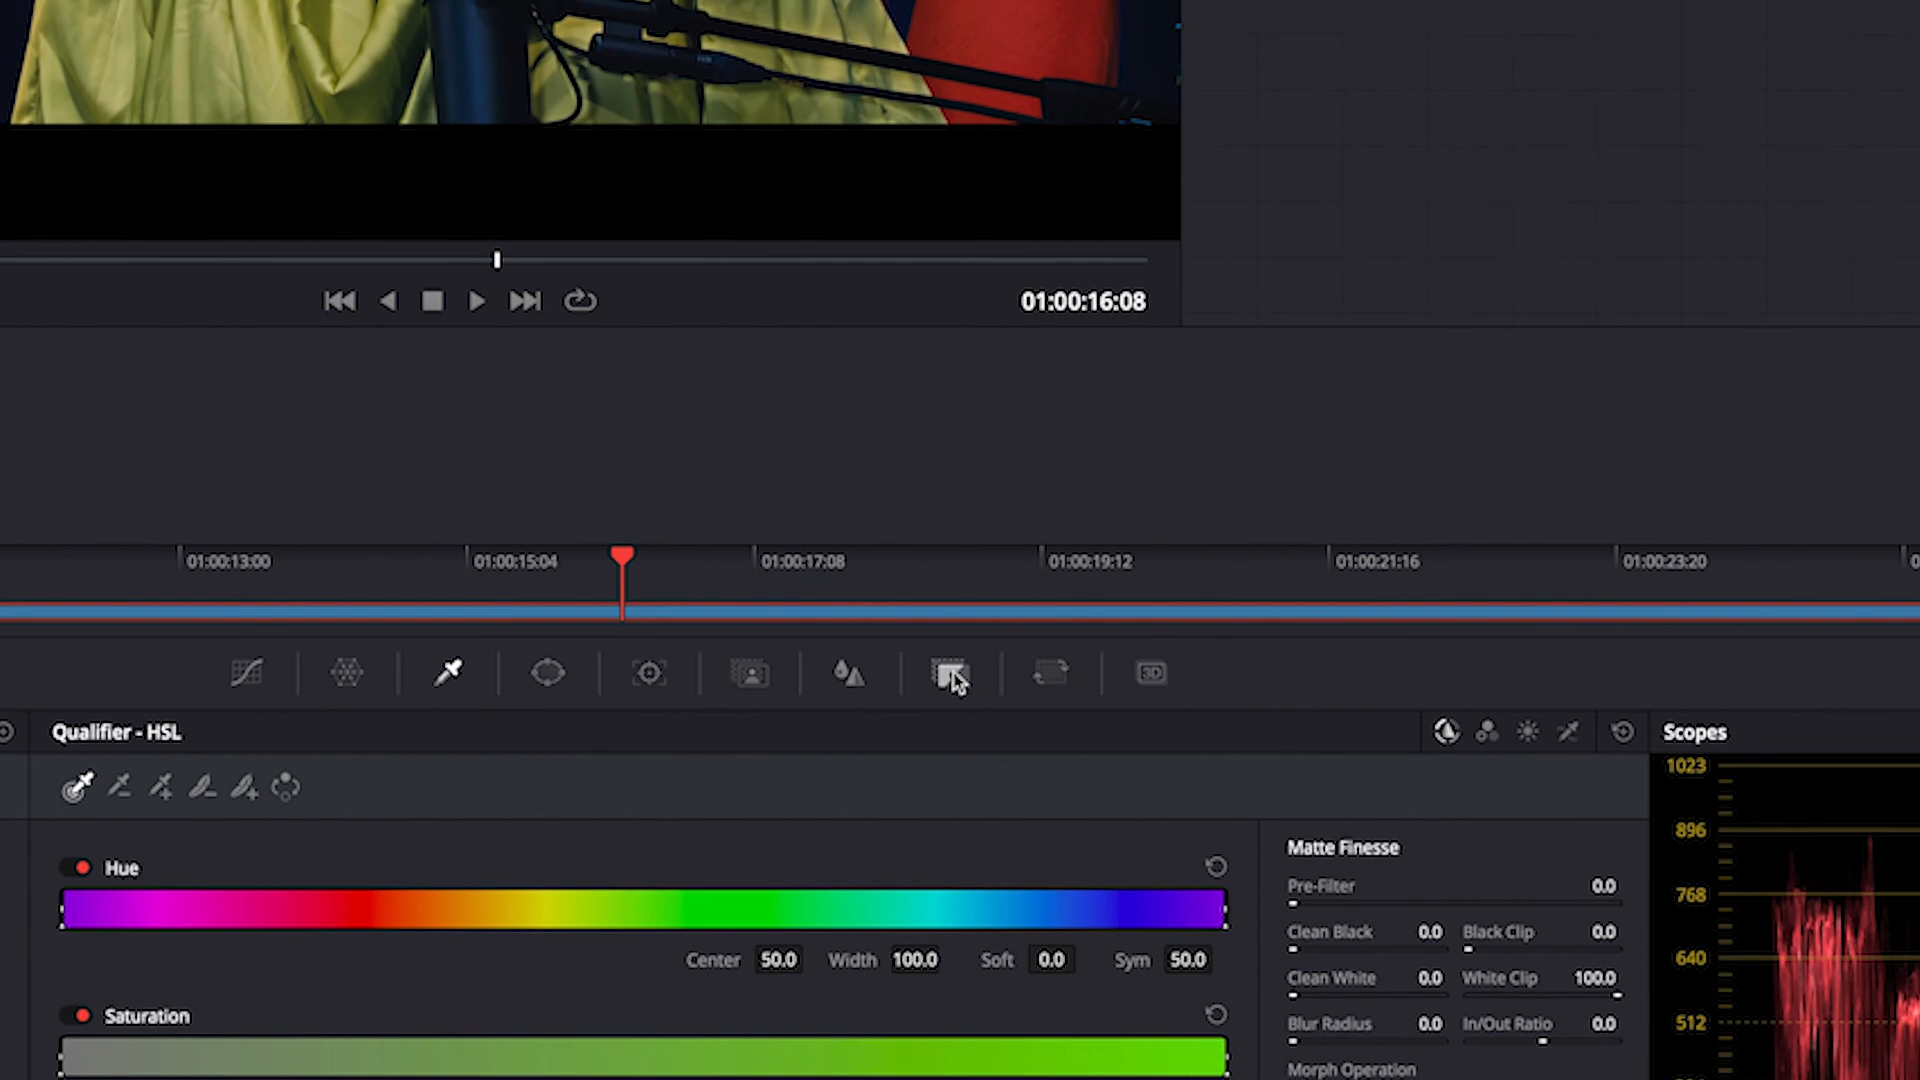 01:00:16:08
01:00:13:00 01:00:15:04 01:00:17:08 01:00:19:12 01:00:21:16 01:00:23:20
3D
Qualifier - HSL
Scopes
1023
896
768
640
512
Hue
Center 50.0 Width 100.0 Soft 0.0 Sym 50.0
Saturation
Matte Finesse
Pre-Filter 0.0
Clean Black 0.0 Black Clip 0.0
Clean White 0.0 White Clip 100.0
Blur Radius 0.0 In/Out Ratio 0.0
Morph Operation